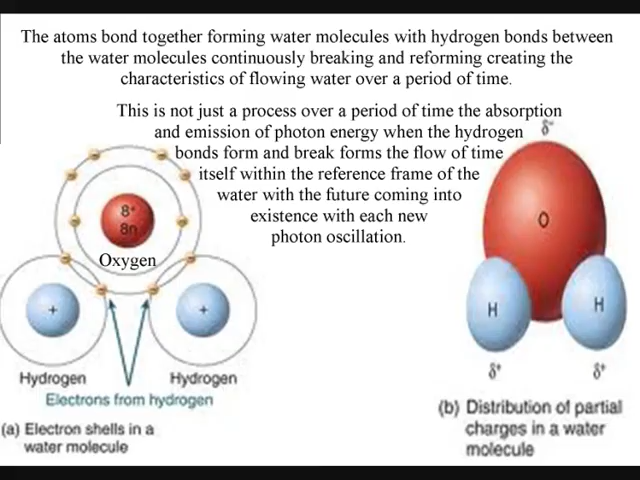 The atoms bond together forming water molecules with hydrogen bonds between
the water molecules continuously breaking and reforming creating the
characteristics of flowing water over a period of time.
This is not just a process over a period of time the absorption
and emission of photon energy when the hydrogen
bonds form and break forms the flow of time
itself within the reference frame of the
water with the future coming into
existence with each new
photon oscillation.
8+
8n
Oxygen
+
+
Hydrogen
Hydrogen
Electrons from hydrogen
(a) Electron shells in a
water molecule
δ-
O
H
H
δ+
δ+
(b) Distribution of partial
charges in a water
molecule